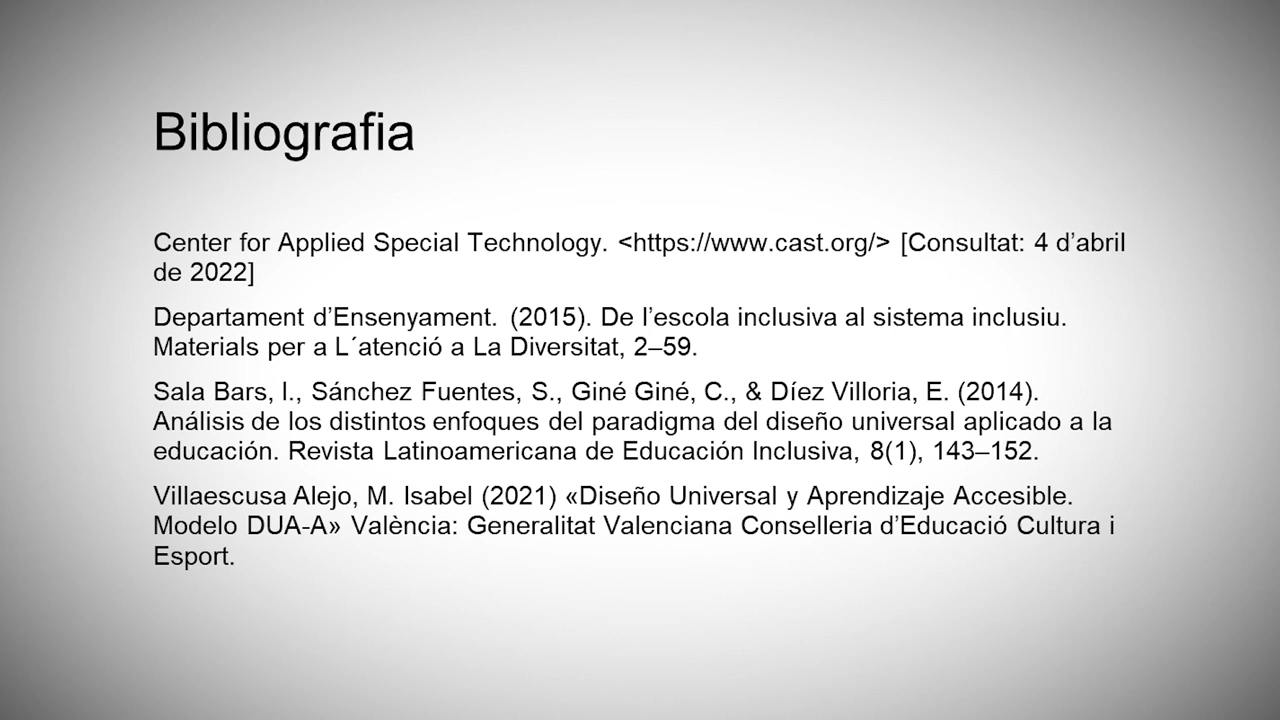 Bibliografia
Center for Applied Special Technology. <https://www.cast.org/> [Consultat: 4 d’abril
de 2022]
Departament d’Ensenyament. (2015). De l’escola inclusiva al sistema inclusiu.
Materials per a L´atenció a La Diversitat, 2–59.
Sala Bars, I., Sánchez Fuentes, S., Giné Giné, C., & Díez Villoria, E. (2014).
Análisis de los distintos enfoques del paradigma del diseño universal aplicado a la
educación. Revista Latinoamericana de Educación Inclusiva, 8(1), 143–152.
Villaescusa Alejo, M. Isabel (2021) «Diseño Universal y Aprendizaje Accesible.
Modelo DUA-A» València: Generalitat Valenciana Conselleria d’Educació Cultura i
Esport.